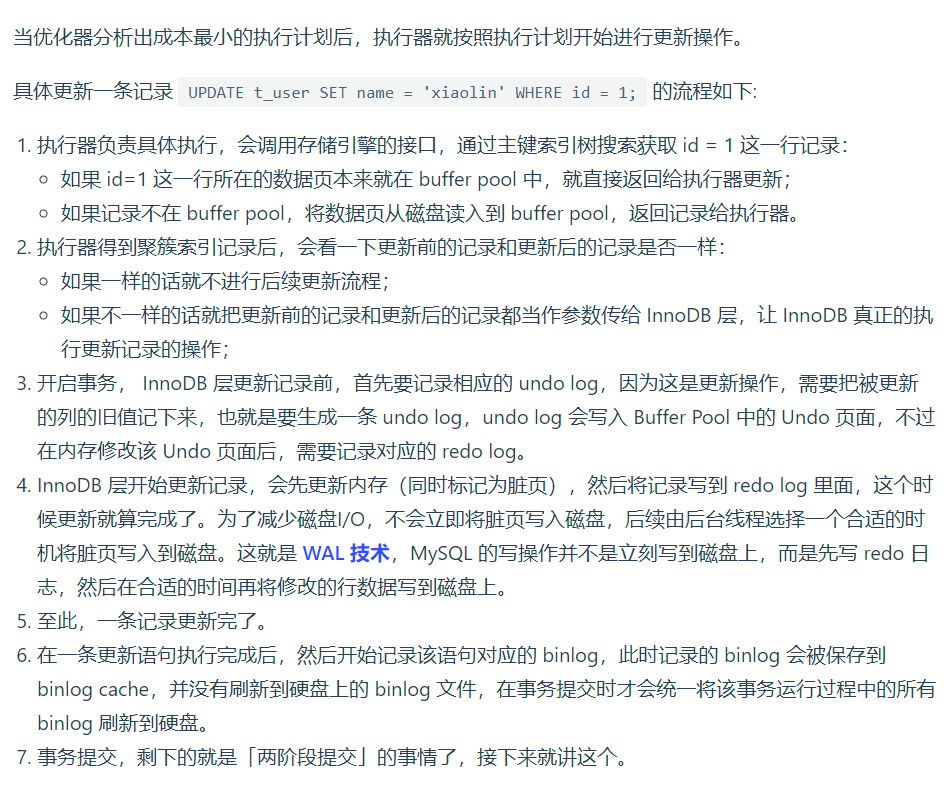 当优化器分析出成本最小的执行计划后，执行器就按照执行计划开始进行更新操作。
具体更新一条记录 UPDATE t_user SET name = 'xiaolin' WHERE id = 1; 的流程如下:
1. 执行器负责具体执行，会调用存储引擎的接口，通过主键索引树搜索获取 id = 1 这一行记录：
○ 如果 id=1 这一行所在的数据页本来就在 buffer pool 中，就直接返回给执行器更新；
○ 如果记录不在 buffer pool，将数据页从磁盘读入到 buffer pool，返回记录给执行器。
2. 执行器得到聚簇索引记录后，会看一下更新前的记录和更新后的记录是否一样：
○ 如果一样的话就不进行后续更新流程；
○ 如果不一样的话就把更新前的记录和更新后的记录都当作参数传给 InnoDB 层，让 InnoDB 真正的执
行更新记录的操作；
3. 开启事务， InnoDB 层更新记录前，首先要记录相应的 undo log，因为这是更新操作，需要把被更新
的列的旧值记下来，也就是要生成一条 undo log，undo log 会写入 Buffer Pool 中的 Undo 页面，不过
在内存修改该 Undo 页面后，需要记录对应的 redo log。
4. InnoDB 层开始更新记录，会先更新内存（同时标记为脏页），然后将记录写到 redo log 里面，这个时
候更新就算完成了。为了减少磁盘I/O，不会立即将脏页写入磁盘，后续由后台线程选择一个合适的时
机将脏页写入到磁盘。这就是 WAL 技术，MySQL 的写操作并不是立刻写到磁盘上，而是先写 redo 日
志，然后在合适的时间再将修改的行数据写到磁盘上。
5. 至此，一条记录更新完了。
6. 在一条更新语句执行完成后，然后开始记录该语句对应的 binlog，此时记录的 binlog 会被保存到
binlog cache，并没有刷新到硬盘上的 binlog 文件，在事务提交时才会统一将该事务运行过程中的所有
binlog 刷新到硬盘。
7. 事务提交，剩下的就是「两阶段提交」的事情了，接下来就讲这个。